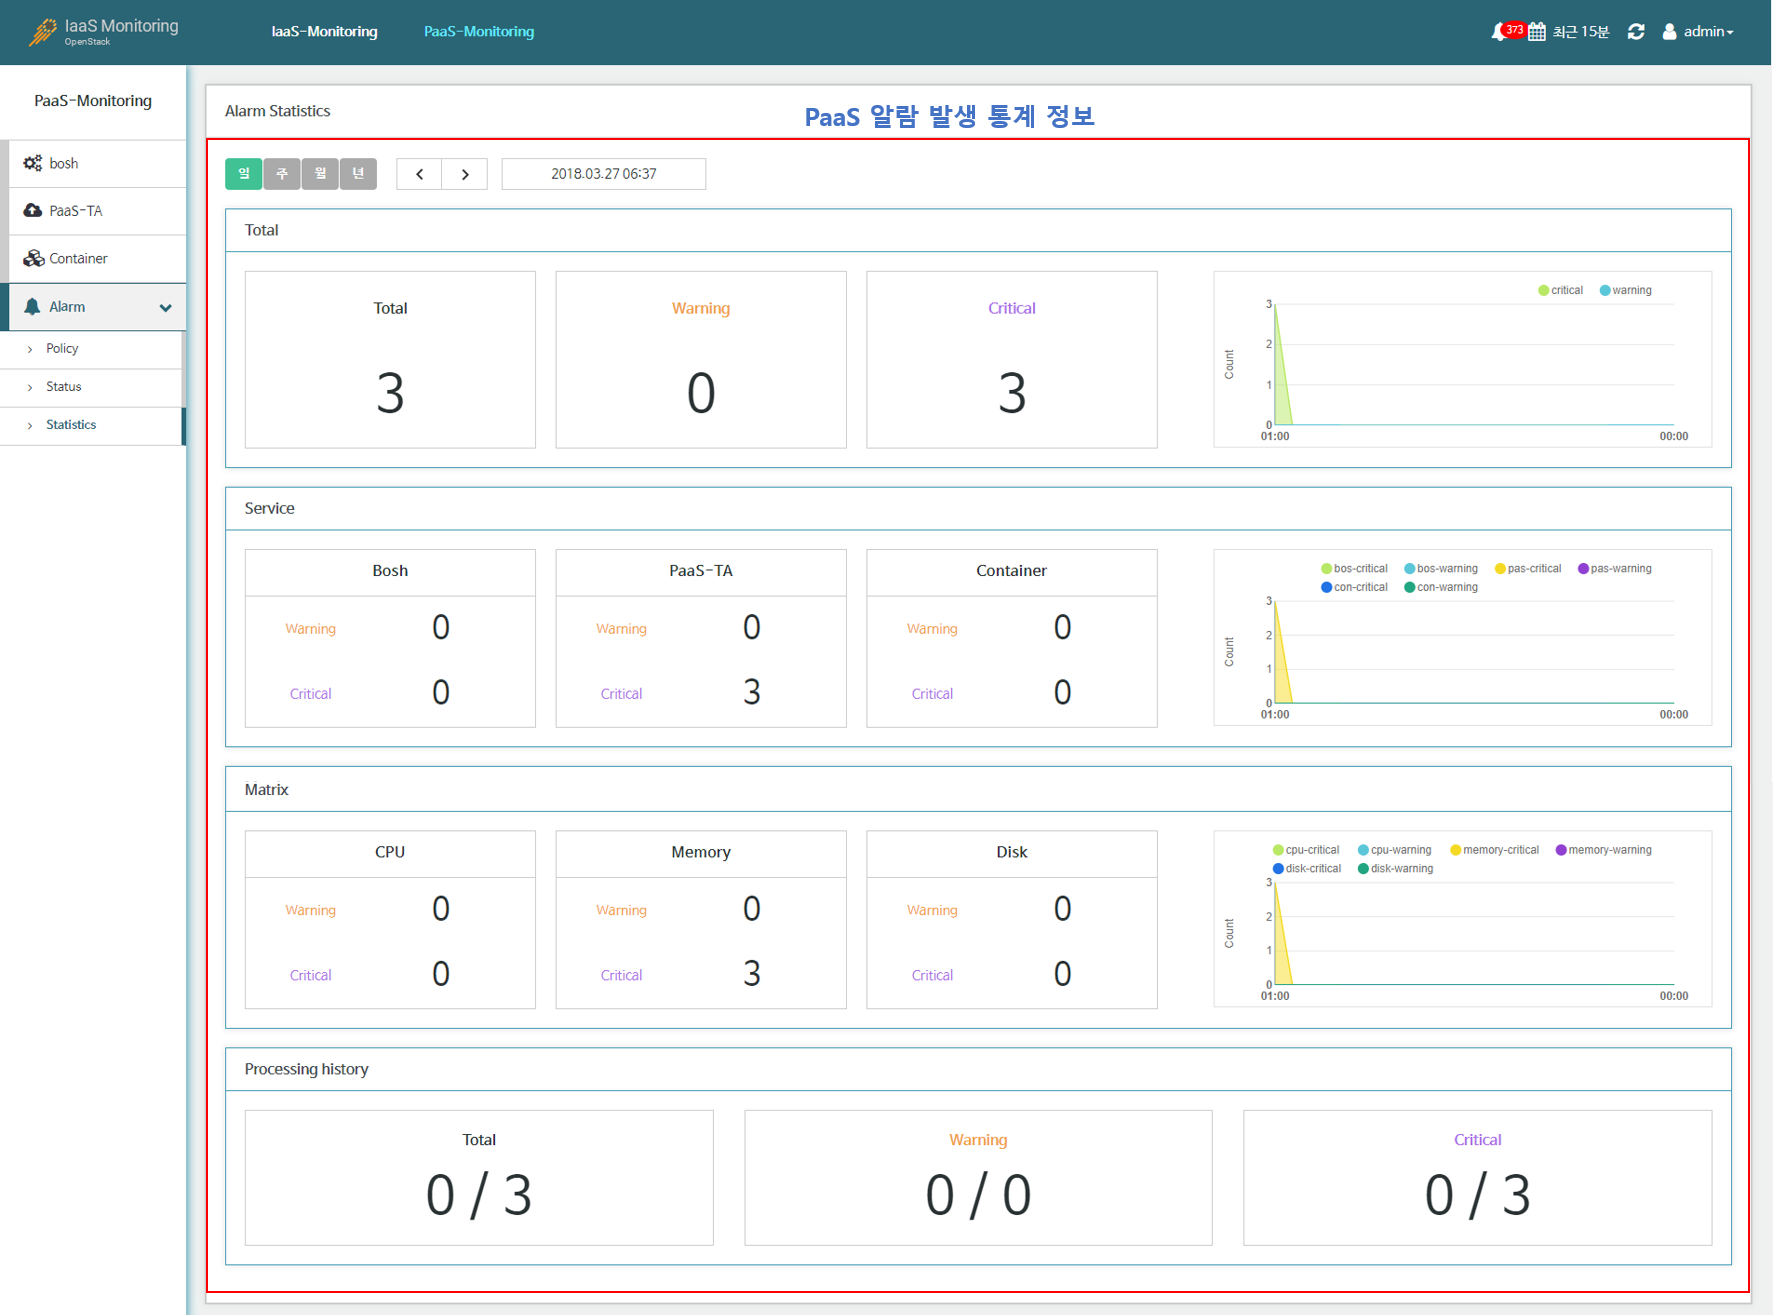 IaaS Monitoring
OpenStack
IaaS-Monitoring
PaaS-Monitoring
373
최근 15분
admin
PaaS-Monitoring
bosh
PaaS-TA
Container
Alarm
Policy
Status
Statistics
Alarm Statistics
PaaS 알람 발생 통계 정보
일 주 월 년
2018.03.27 06:37
Total
Total
3
Warning
0
Critical
3
critical warning
Count
3
2
1
0
01:00 00:00
Service
Bosh
Warning 0
Critical 0
PaaS-TA
Warning 0
Critical 3
Container
Warning 0
Critical 0
bos-critical bos-warning pas-critical pas-warning
con-critical con-warning
Count
3
2
1
0
01:00 00:00
Matrix
CPU
Warning 0
Critical 0
Memory
Warning 0
Critical 3
Disk
Warning 0
Critical 0
cpu-critical cpu-warning memory-critical memory-warning
disk-critical disk-warning
Count
3
2
1
0
01:00 00:00
Processing history
Total
0 / 3
Warning
0 / 0
Critical
0 / 3